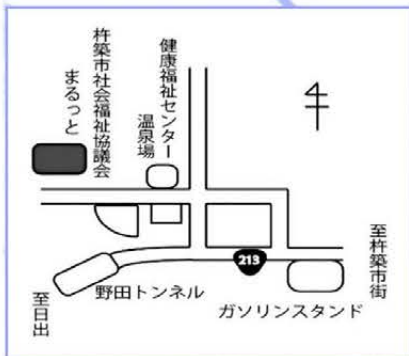 杵築市社会福祉協議会
まるっと
健康福祉センター
温泉場
至杵築市街
213
野田トンネル
ガソリンスタンド
至日出